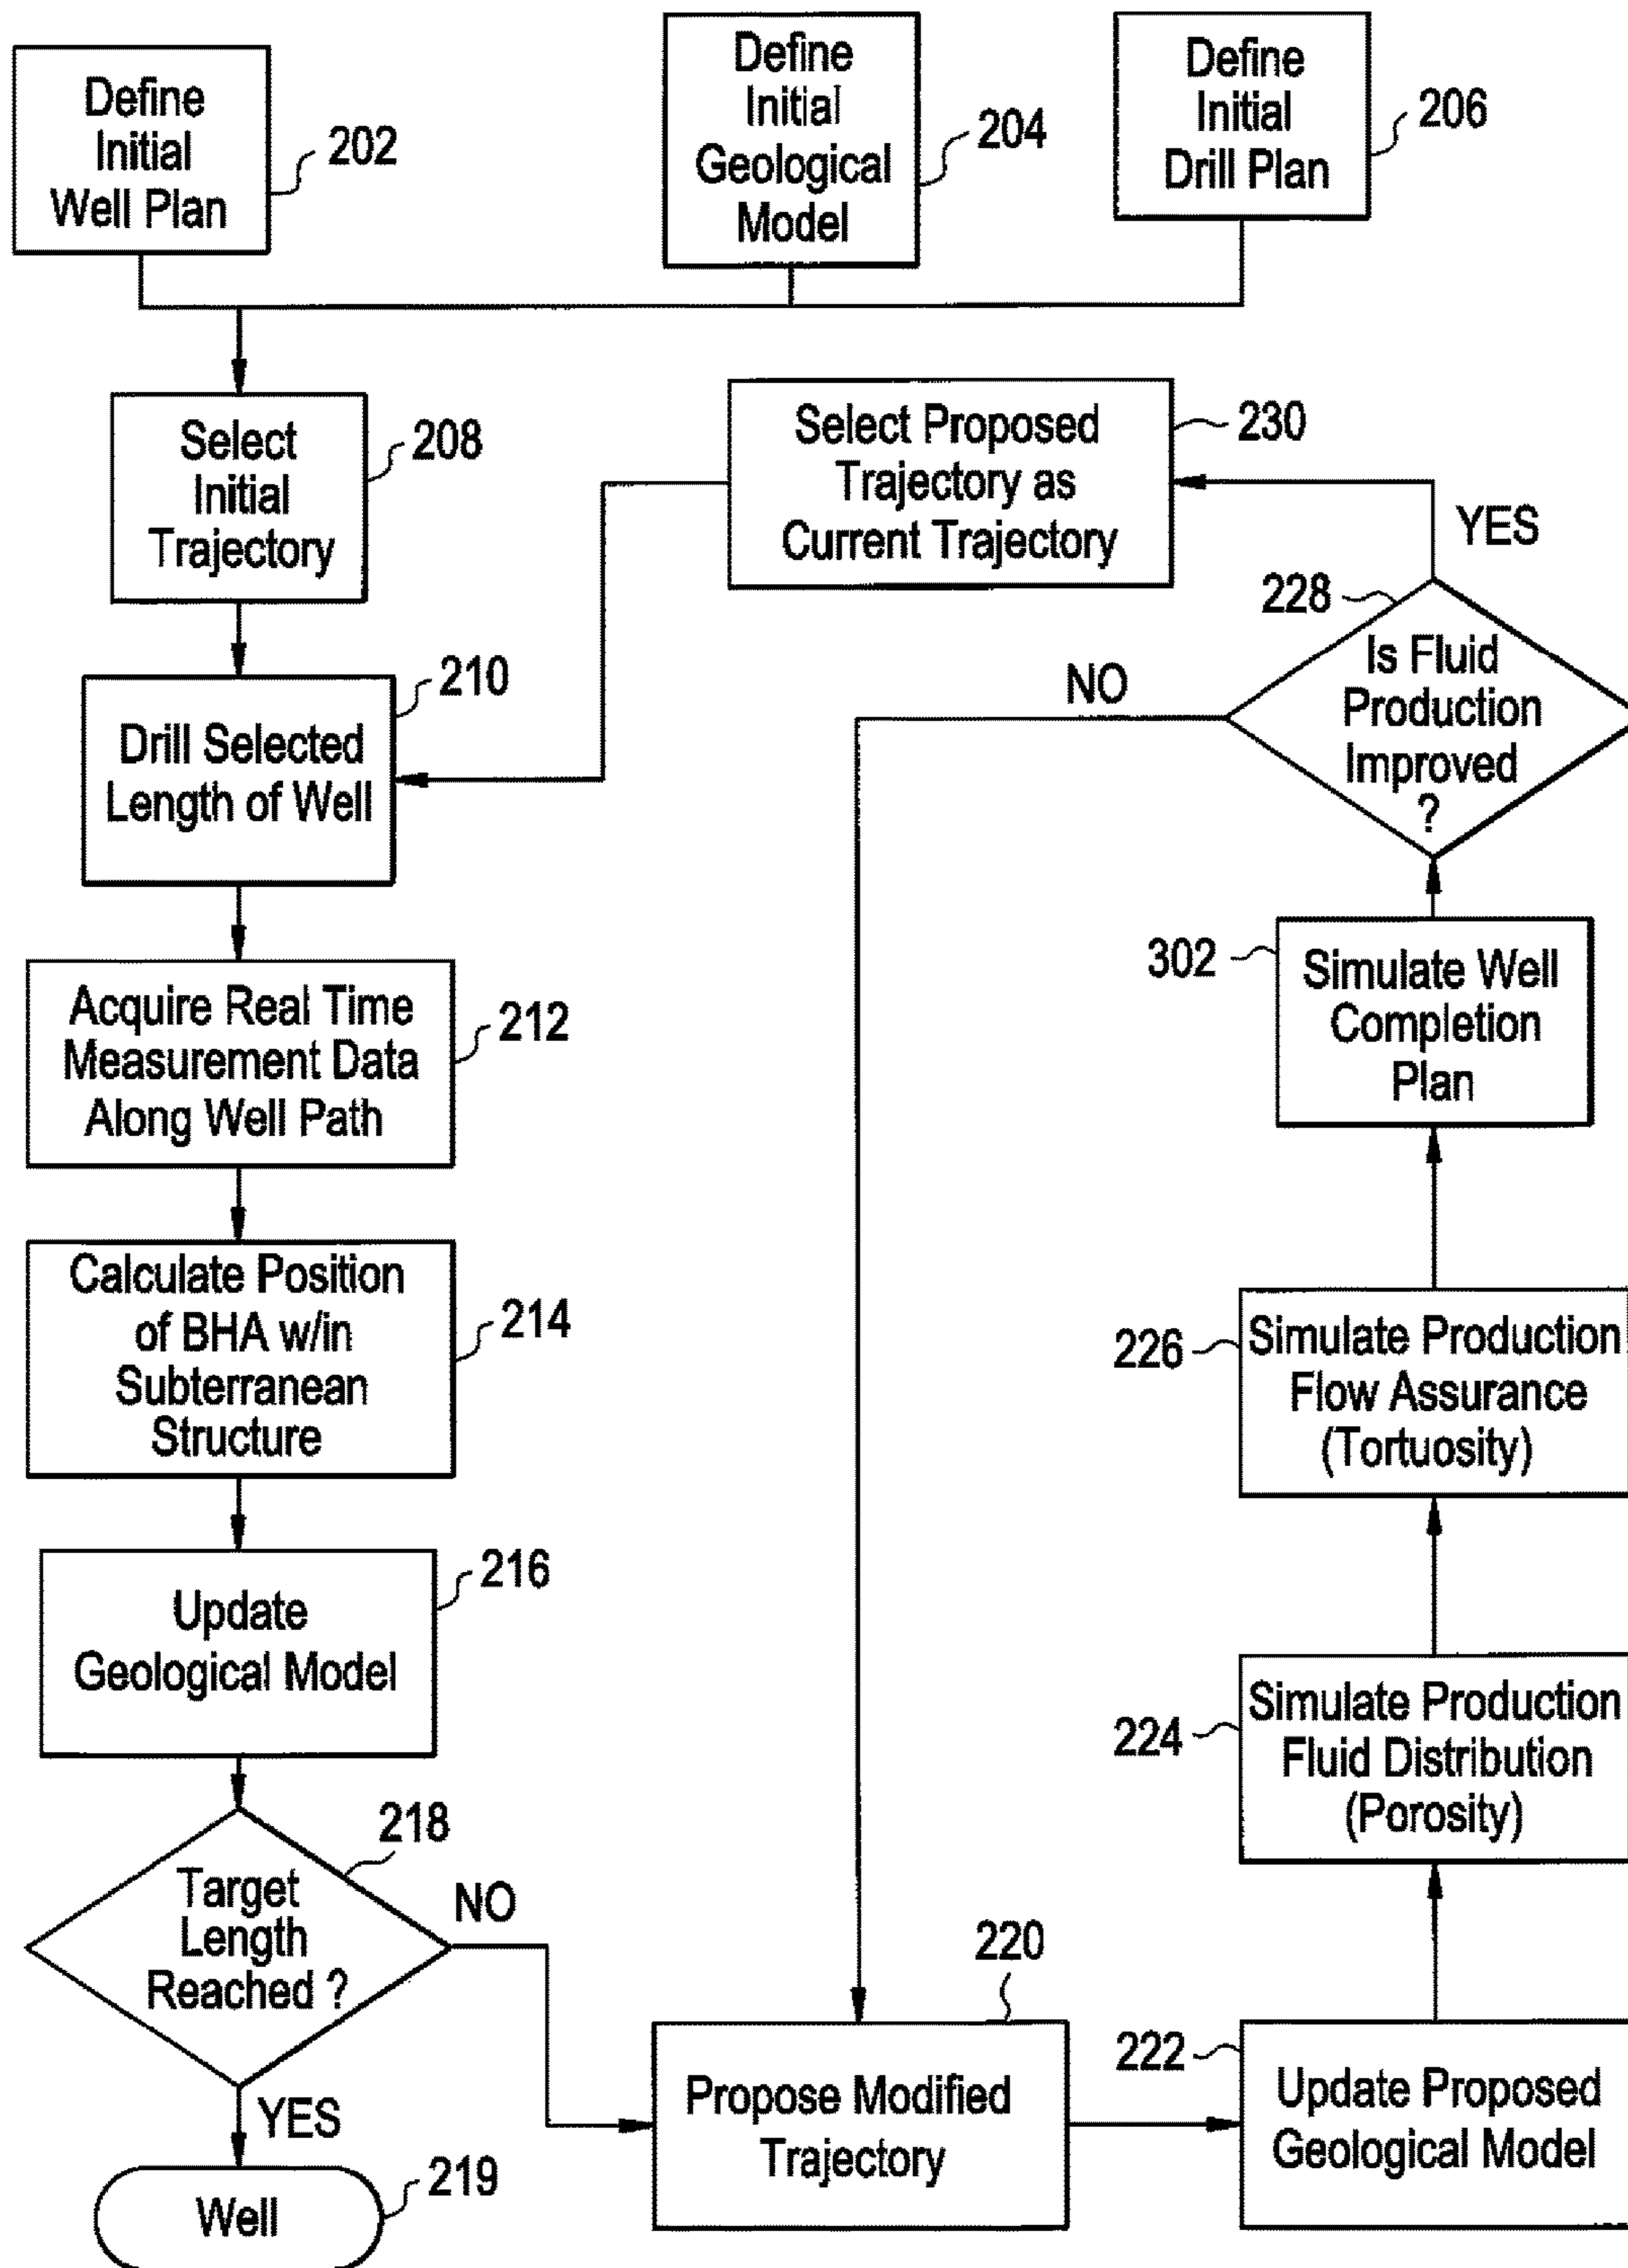 Define
Initial
Well Plan
202
Define
Initial
Geological
Model
204
Define
Initial
Drill Plan
206
Select
Initial
Trajectory
208
Select Proposed
Trajectory as
Current Trajectory
230
YES
228
Is Fluid
Production
Improved
?
NO
210
Drill Selected
Length of Well
302
Simulate Well
Completion
Plan
Acquire Real Time
Measurement Data
Along Well Path
212
Calculate Position
of BHA w/in
Subterranean
Structure
214
226
Simulate Production
Flow Assurance
(Tortuosity)
Update
Geological Model
216
224
Simulate Production
Fluid Distribution
(Porosity)
218
Target
Length
Reached ?
NO
YES
220
Propose Modified
Trajectory
222
Update Proposed
Geological Model
Well
219